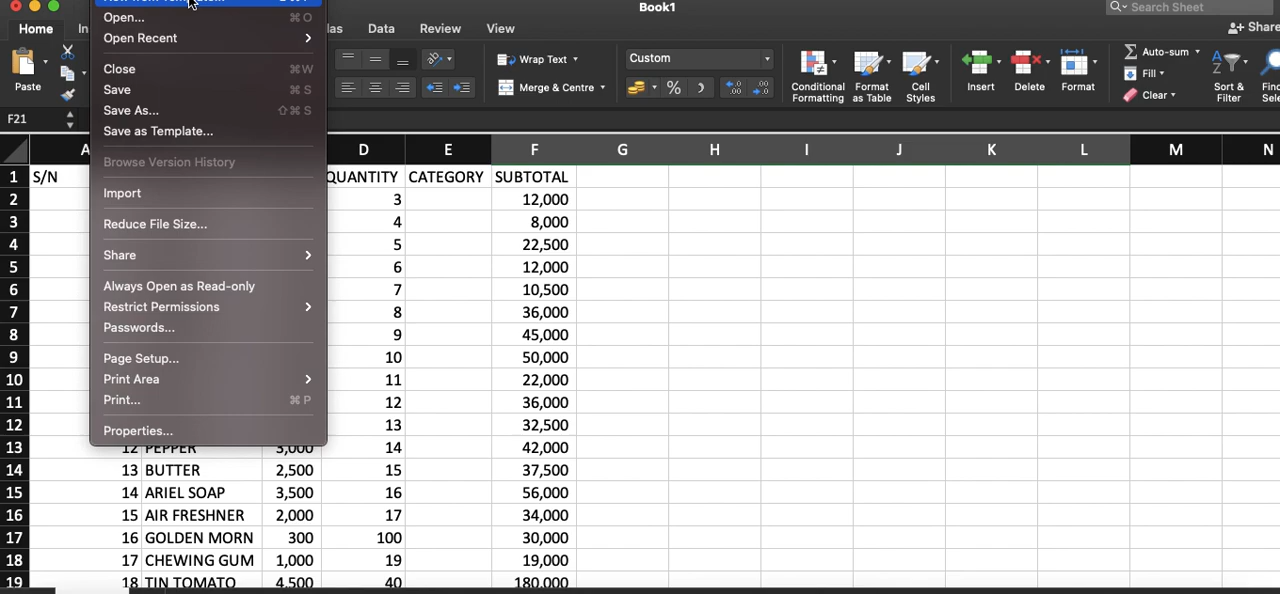 Book1
Search Sheet
Home
Data
Review
View
Share
Open...
⌘O
Open Recent
Close
⌘W
Save
⌘S
Save As...
⇧⌘S
Save as Template...
Browse Version History
Import
Reduce File Size...
Share
Always Open as Read-only
Restrict Permissions
Passwords...
Page Setup...
Print Area
Print...
⌘P
Properties...
Paste
Wrap Text
Merge & Centre
Custom
%
Conditional Formatting
Format as Table
Cell Styles
Insert
Delete
Format
Auto-sum
Fill
Clear
Sort & Filter
F21
A D E F G H I J K L M N
1 S/N QUANTITY CATEGORY SUBTOTAL
2 3 12,000
3 4 8,000
4 5 22,500
5 6 12,000
6 7 10,500
7 8 36,000
8 9 45,000
9 10 50,000
10 11 22,000
11 12 36,000
12 13 32,500
13 12 PEPPER 3,000 14 42,000
14 13 BUTTER 2,500 15 37,500
15 14 ARIEL SOAP 3,500 16 56,000
16 15 AIR FRESHNER 2,000 17 34,000
17 16 GOLDEN MORN 300 100 30,000
18 17 CHEWING GUM 1,000 19 19,000
19 18 TIN TOMATO 4,500 40 180,000